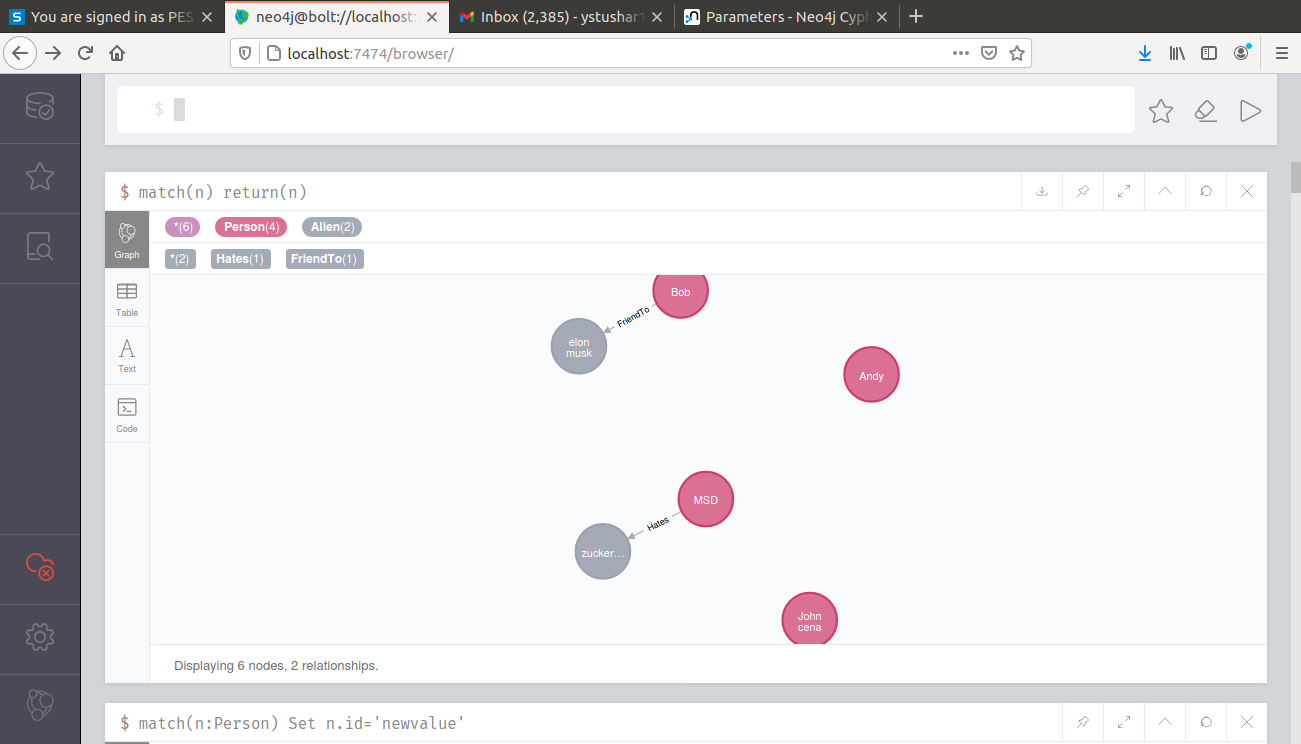 You are signed in as PES
neo4j@bolt://localhost:
Inbox (2,385) - ystushar
Parameters - Neo4j Cyph
localhost:7474/browser/
$
$ match(n) return(n)
*(6) Person(4) Alien(2)
*(2) Hates(1) FriendTo(1)
Graph
Table
Text
Code
Bob
FriendTo
elon
musk
Andy
MSD
Hates
zucker...
John
cena
Displaying 6 nodes, 2 relationships.
$ match(n:Person) Set n.id='newvalue'